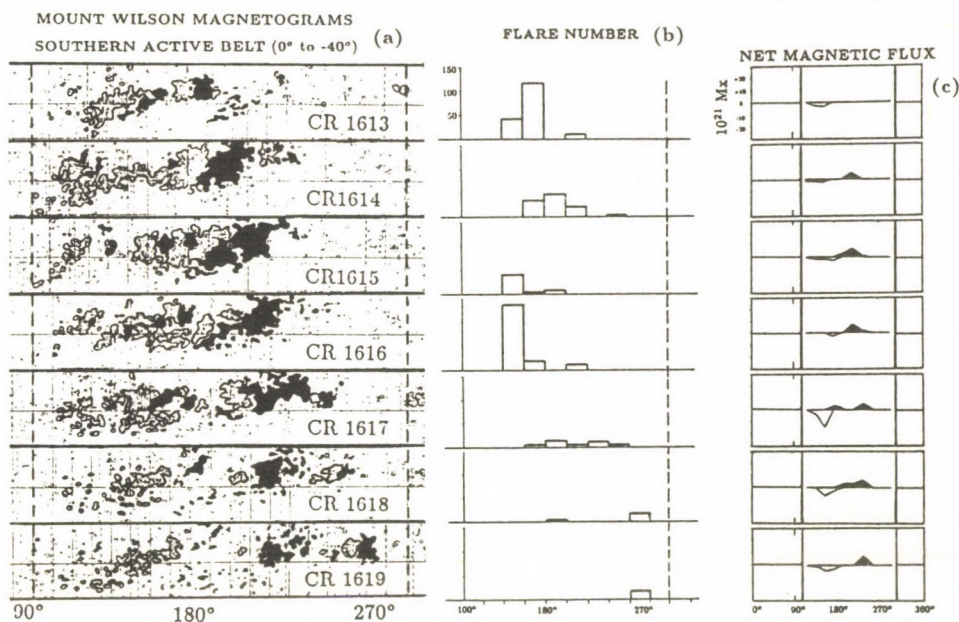 MOUNT WILSON MAGNETOGRAMS
SOUTHERN ACTIVE BELT (0° to -40°) (a)
FLARE NUMBER (b)
NET MAGNETIC FLUX
(c)
CR 1613
CR1614
CR1615
CR 1616
CR 1617
CR 1618
CR 1619
90° 180° 270°
150
100
50
100° 180° 270°
10²¹ Mx
0
0° 90° 180° 270° 360°